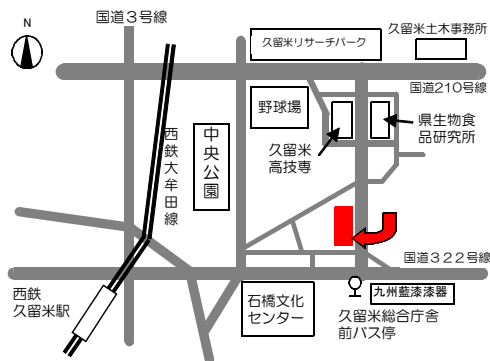 国道3号線
N
久留米リサーチパーク
久留米土木事務所
国道210号線
野球場
県生物食
品研究所
久留米
高技専
中央公園
西鉄大牟田線
国道322号線
西鉄
久留米駅
石橋文化
センター
九州藍漆漆器
久留米総合庁舎
前バス停